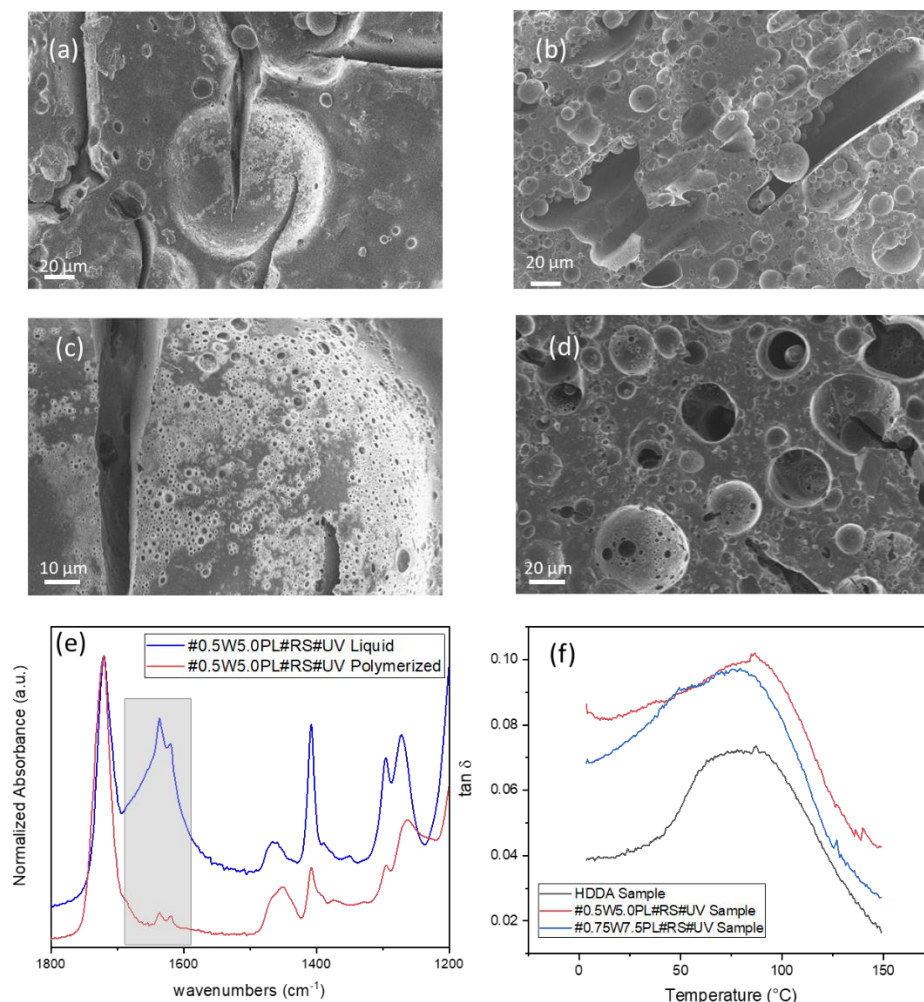 (a)
20 µm
(b)
20 µm
(c)
10 µm
(d)
20 µm
(e)
#0.5W5.0PL#RS#UV Liquid
#0.5W5.0PL#RS#UV Polymerized
Normalized Absorbance (a.u.)
1800
1600
1400
1200
wavenumbers (cm⁻¹)
(f)
tan δ
0.10
0.08
0.06
0.04
0.02
HDDA Sample
#0.5W5.0PL#RS#UV Sample
#0.75W7.5PL#RS#UV Sample
0
50
100
150
Temperature (°C)